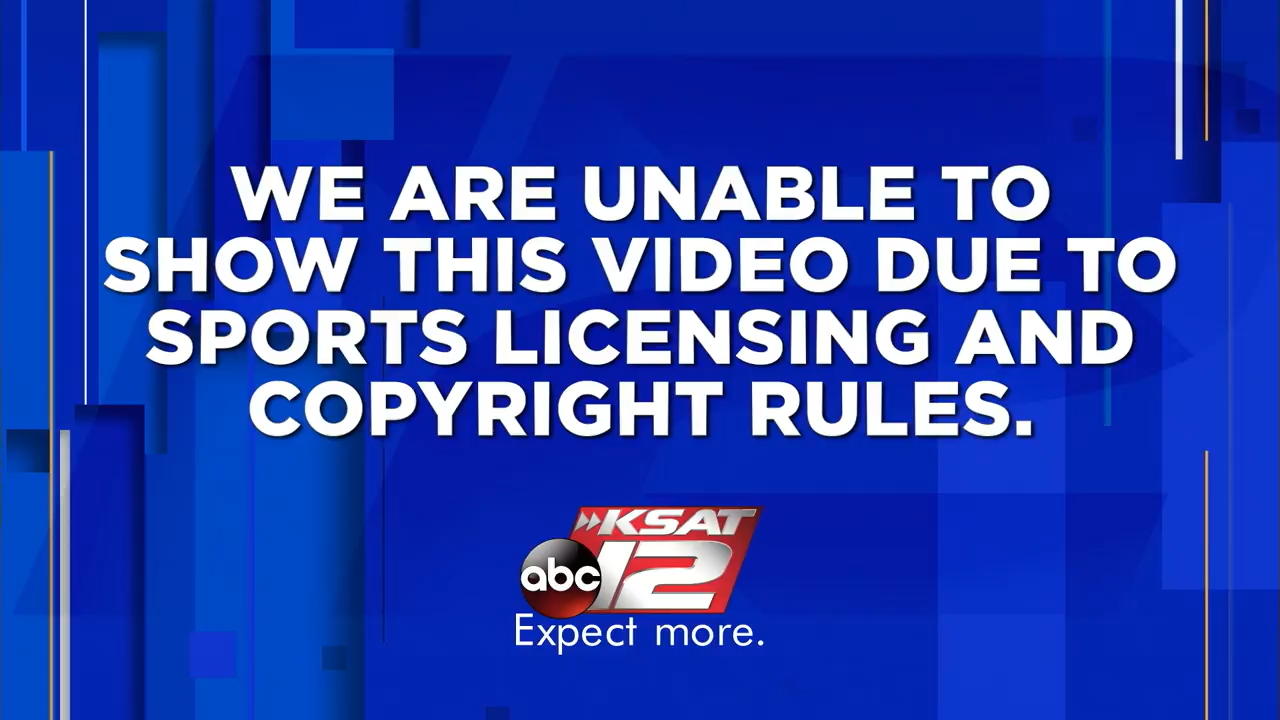 WE ARE UNABLE TO
SHOW THIS VIDEO DUE TO
SPORTS LICENSING AND
COPYRIGHT RULES.
KSAT
abc 12
Expect more.